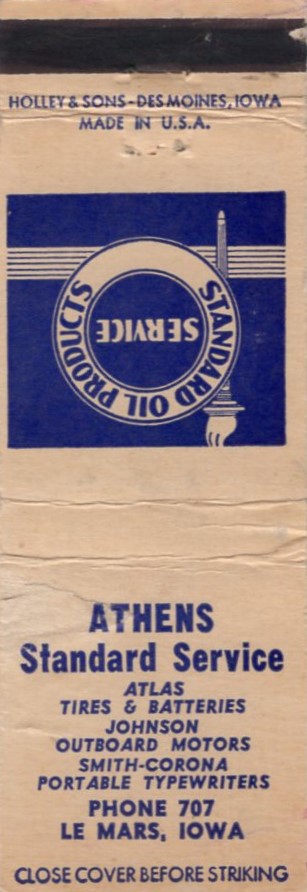 HOLLEY & SONS - DES MOINES, IOWA
MADE IN U.S.A.
STANDARD OIL PRODUCTS
SERVICE
ATHENS
Standard Service
ATLAS
TIRES & BATTERIES
JOHNSON
OUTBOARD MOTORS
SMITH-CORONA
PORTABLE TYPEWRITERS
PHONE 707
LE MARS, IOWA
CLOSE COVER BEFORE STRIKING